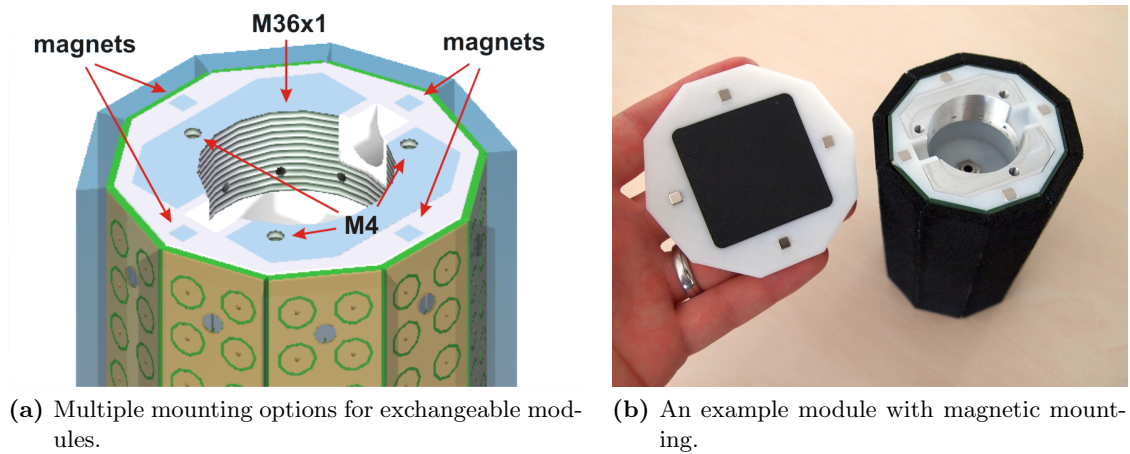 M36x1
magnets
magnets
M4
(a) Multiple mounting options for exchangeable mod-
ules.
(b) An example module with magnetic mount-
ing.